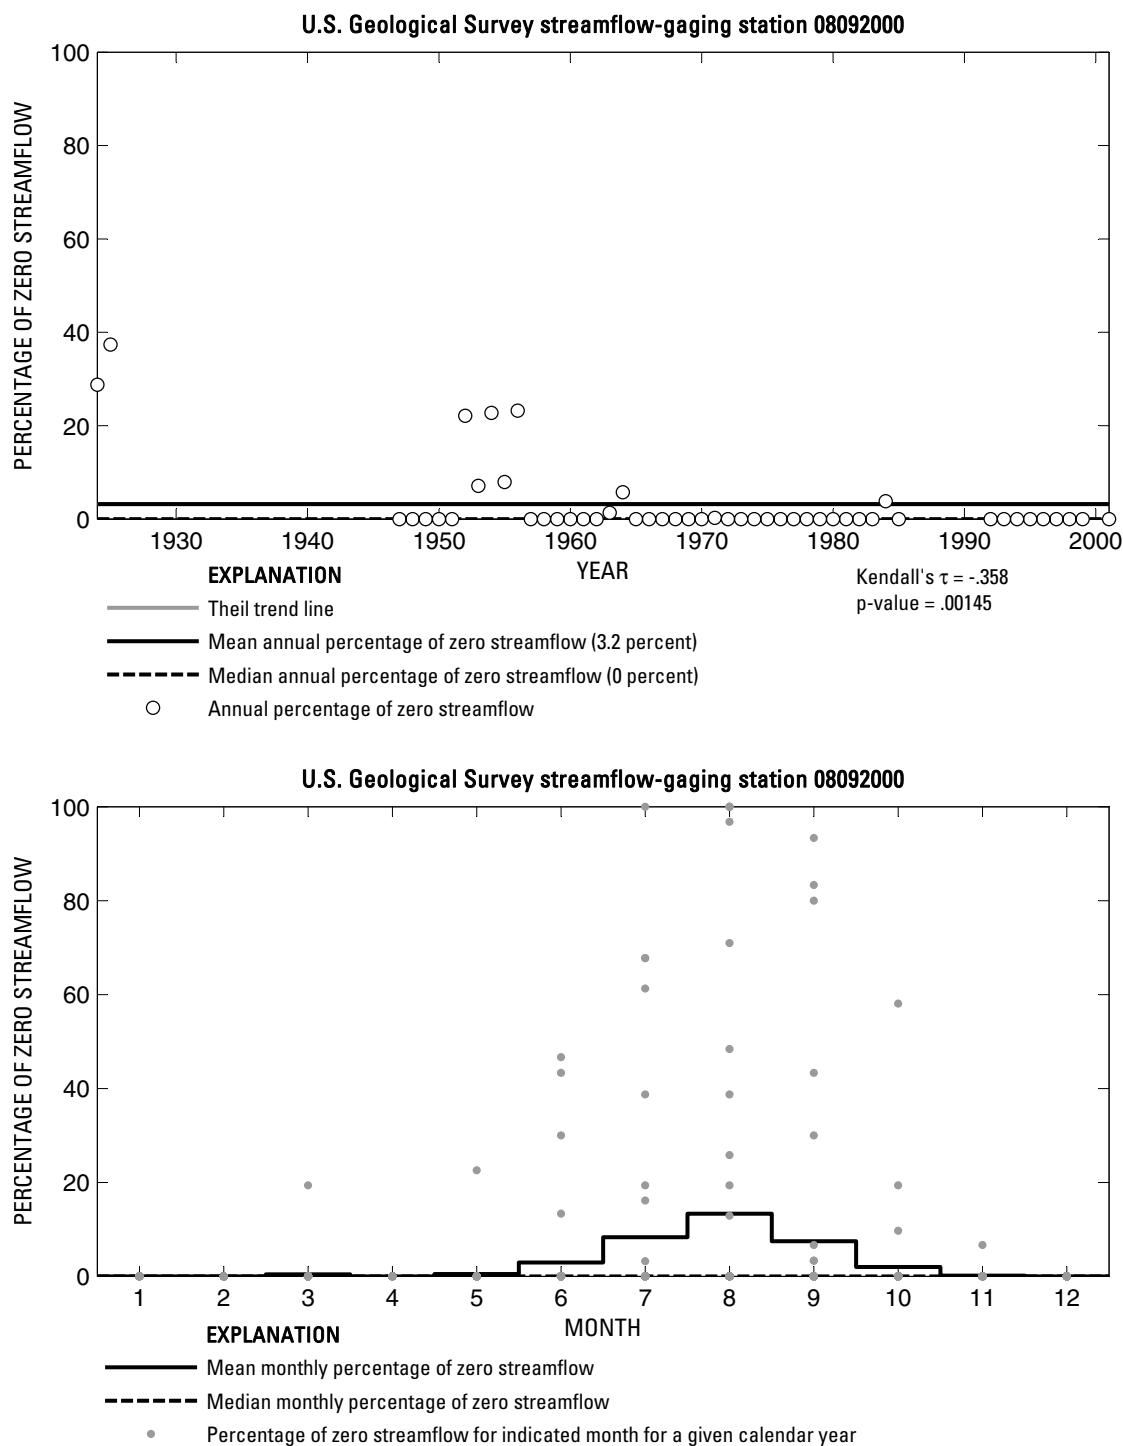 U.S. Geological Survey streamflow-gaging station 08092000
100
80
60
40
20
0
PERCENTAGE OF ZERO STREAMFLOW
1930 1940 1950 1960 1970 1980 1990 2000
YEAR
EXPLANATION
Theil trend line
Mean annual percentage of zero streamflow (3.2 percent)
Median annual percentage of zero streamflow (0 percent)
Annual percentage of zero streamflow
Kendall's τ = -.358
p-value = .00145
U.S. Geological Survey streamflow-gaging station 08092000
100
80
60
40
20
0
PERCENTAGE OF ZERO STREAMFLOW
1 2 3 4 5 6 7 8 9 10 11 12
MONTH
EXPLANATION
Mean monthly percentage of zero streamflow
Median monthly percentage of zero streamflow
Percentage of zero streamflow for indicated month for a given calendar year